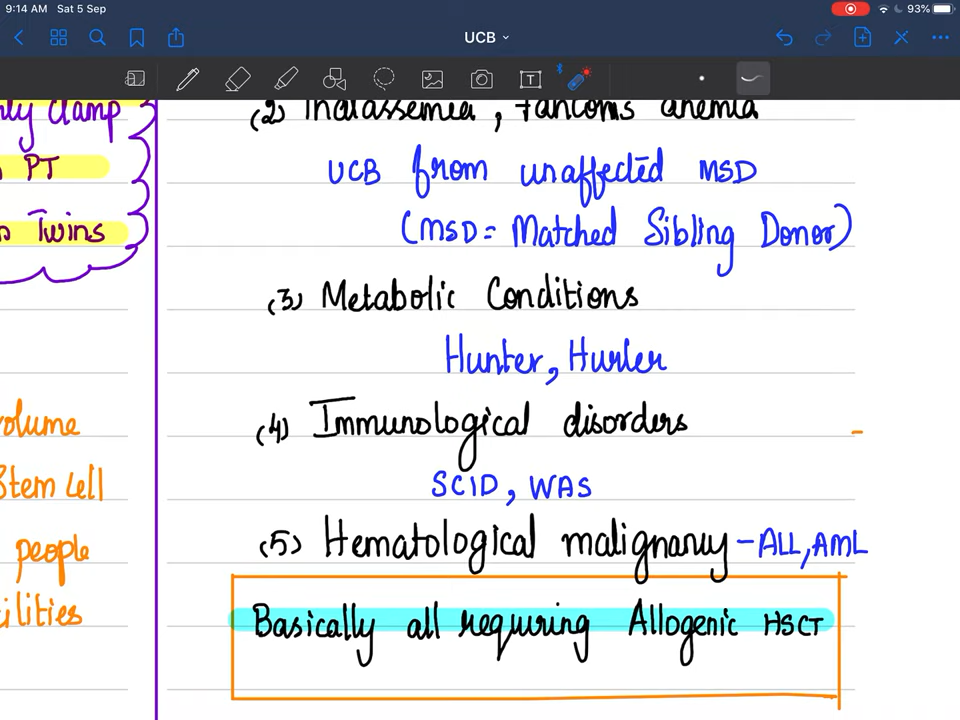 9:14 AM Sat 5 Sep
93%
UCB
T
clamp
PT
Twins
volume
Stem Cell
people
(2) Thalassemia, Fanconis anemia
UCB from unaffected MSD
(MSD = Matched Sibling Donor)
(3) Metabolic Conditions
Hunter, Hurler
(4) Immunological disorders
SCID, WAS
(5) Hematological malignancy - ALL, AML
Basically all requiring Allogenic HSCT